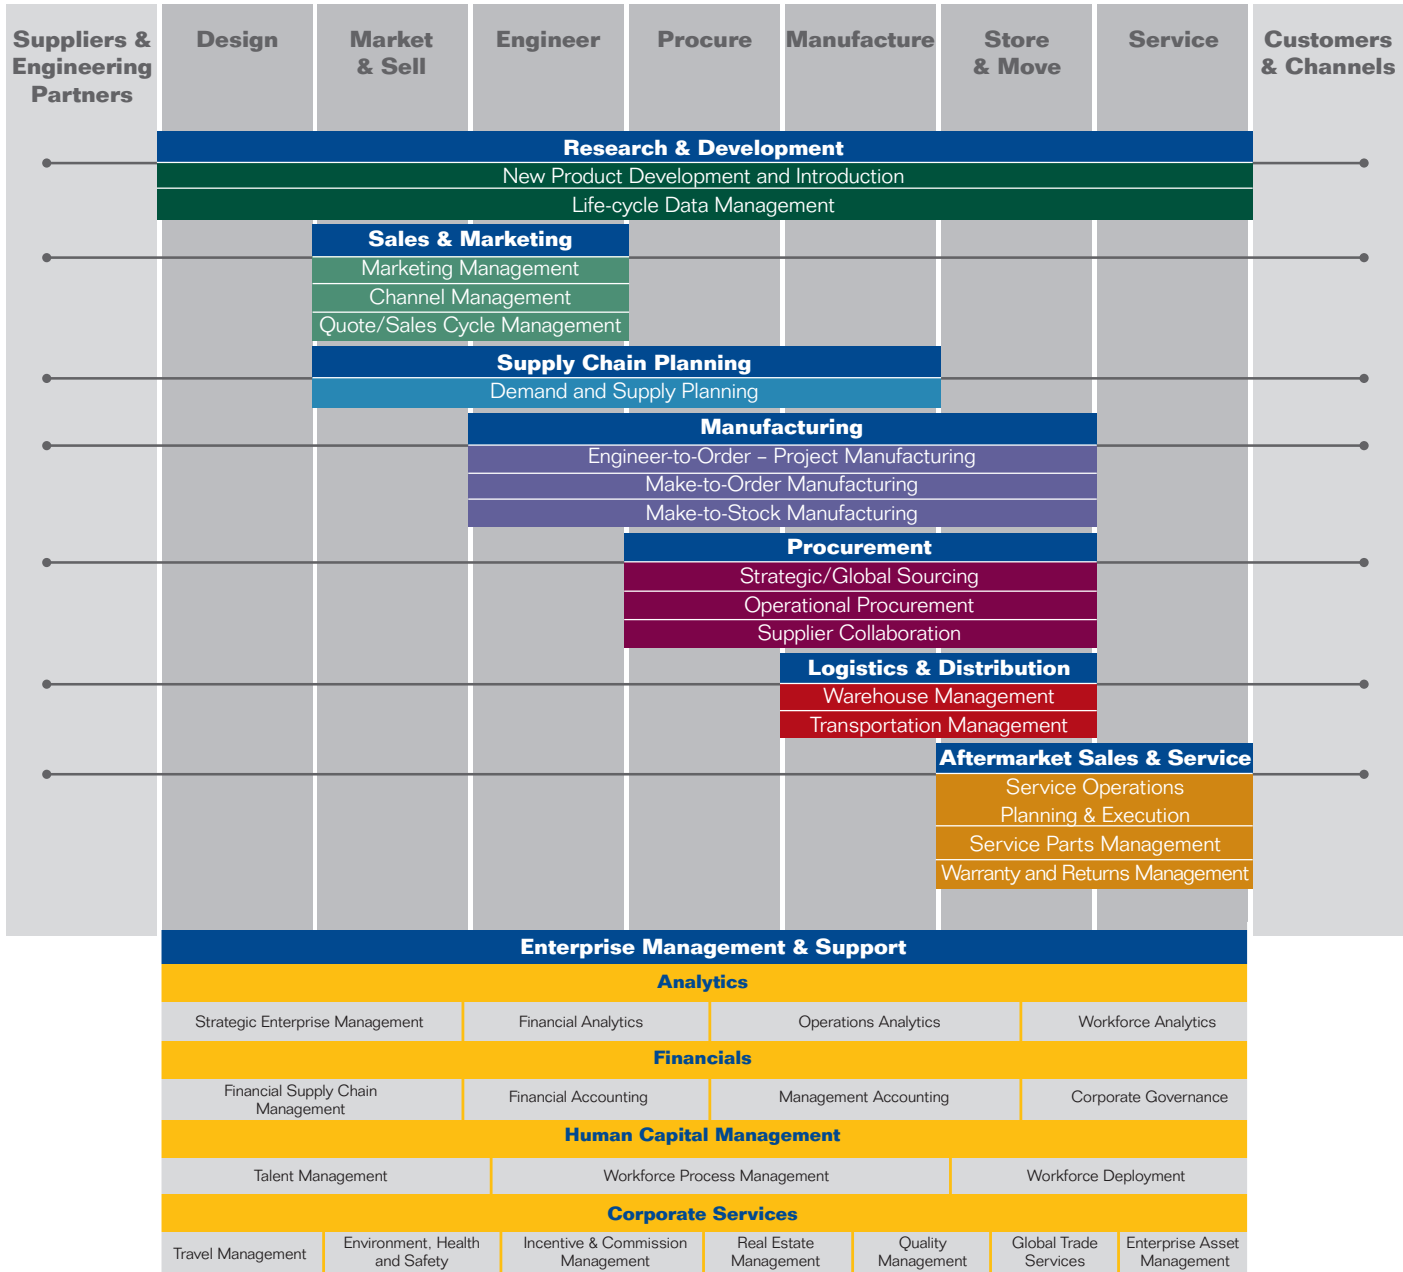 Suppliers &
Engineering
Partners
Design
Market
& Sell
Engineer
Procure
Manufacture
Store
& Move
Service
Customers
& Channels
Research & Development
New Product Development and Introduction
Life-cycle Data Management
Sales & Marketing
Marketing Management
Channel Management
Quote/Sales Cycle Management
Supply Chain Planning
Demand and Supply Planning
Manufacturing
Engineer-to-Order – Project Manufacturing
Make-to-Order Manufacturing
Make-to-Stock Manufacturing
Procurement
Strategic/Global Sourcing
Operational Procurement
Supplier Collaboration
Logistics & Distribution
Warehouse Management
Transportation Management
Aftermarket Sales & Service
Service Operations
Planning & Execution
Service Parts Management
Warranty and Returns Management
Enterprise Management & Support
Analytics
Strategic Enterprise Management
Financial Analytics
Operations Analytics
Workforce Analytics
Financials
Financial Supply Chain
Management
Financial Accounting
Management Accounting
Corporate Governance
Human Capital Management
Talent Management
Workforce Process Management
Workforce Deployment
Corporate Services
Travel Management
Environment, Health
and Safety
Incentive & Commission
Management
Real Estate
Management
Quality
Management
Global Trade
Services
Enterprise Asset
Management